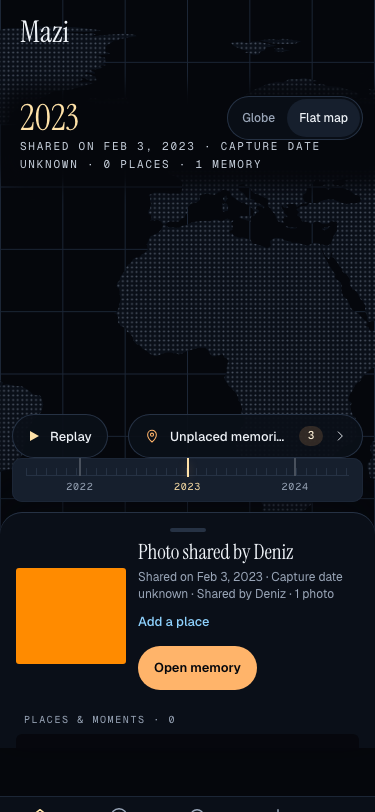 Mazi
2023
Globe
Flat map
SHARED ON FEB 3, 2023 · CAPTURE DATE
UNKNOWN · 0 PLACES · 1 MEMORY
Replay
Unplaced memori...
3
2022
2023
2024
Photo shared by Deniz
Shared on Feb 3, 2023 · Capture date
unknown · Shared by Deniz · 1 photo
Add a place
Open memory
PLACES & MOMENTS · 0